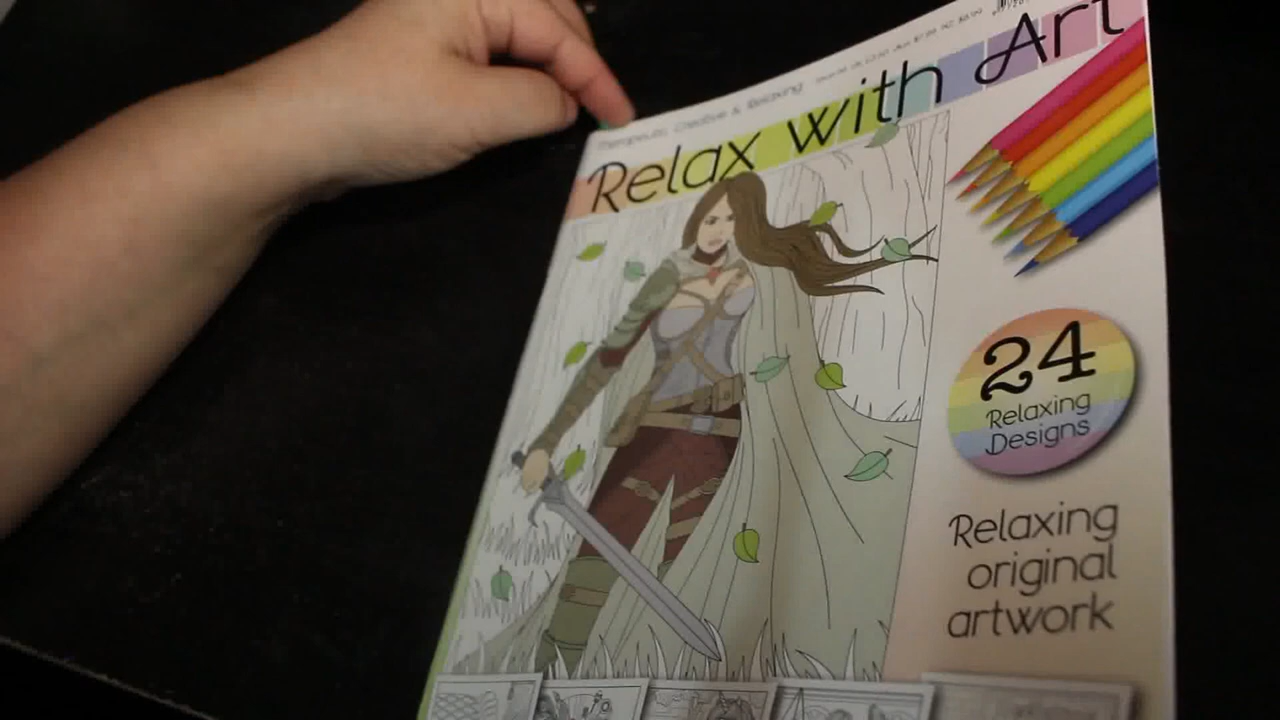 Therapeutic, Creative & Relaxing
Relax with Art
24
Relaxing
Designs
Relaxing
original
artwork